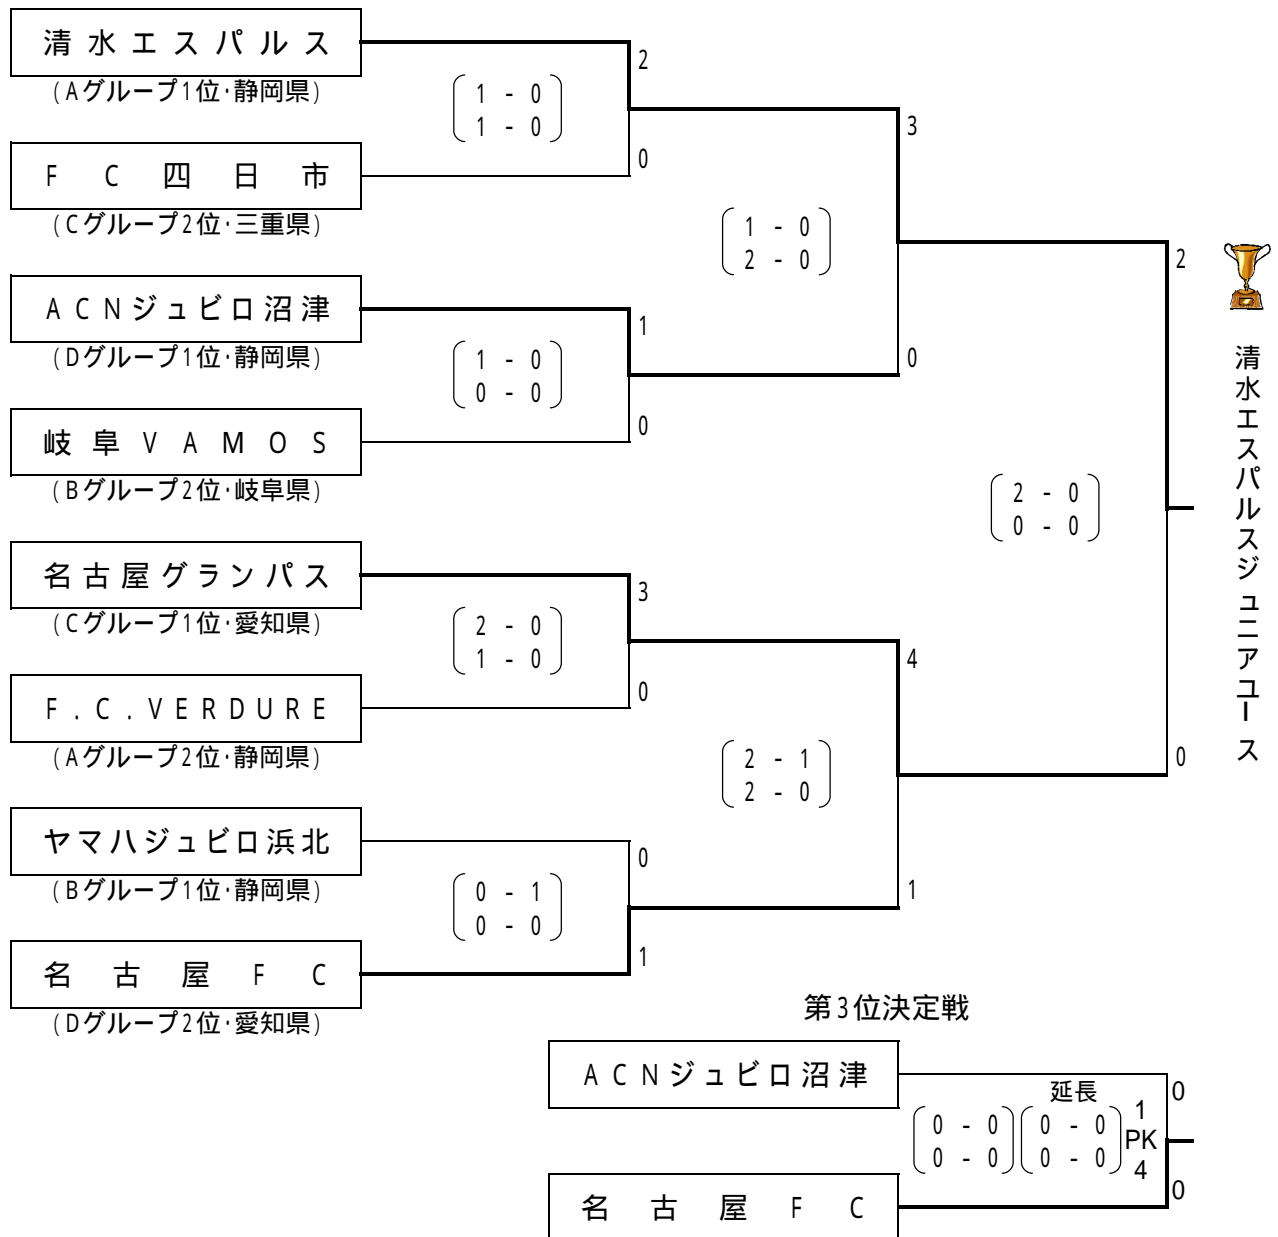 清水エスパルス
(Aグループ1位・静岡県)
2
1 - 0
1 - 0
3
0
FC四日市
(Cグループ2位・三重県)
1 - 0
2 - 0
2
ACNジュビロ沼津
(Dグループ1位・静岡県)
1
1 - 0
0 - 0
0
0
岐阜VAMOS
(Bグループ2位・岐阜県)
2 - 0
0 - 0
清水エスパルスジュニアユース
名古屋グランパス
(Cグループ1位・愛知県)
3
2 - 0
1 - 0
4
0
F.C.VERDURE
(Aグループ2位・静岡県)
2 - 1
2 - 0
0
ヤマハジュビロ浜北
(Bグループ1位・静岡県)
0
0 - 1
0 - 0
1
1
名古屋FC
(Dグループ2位・愛知県)
第3位決定戦
ACNジュビロ沼津
延長
0
0 - 0 0 - 0 1
PK
0 - 0 0 - 0 4
0
名古屋FC